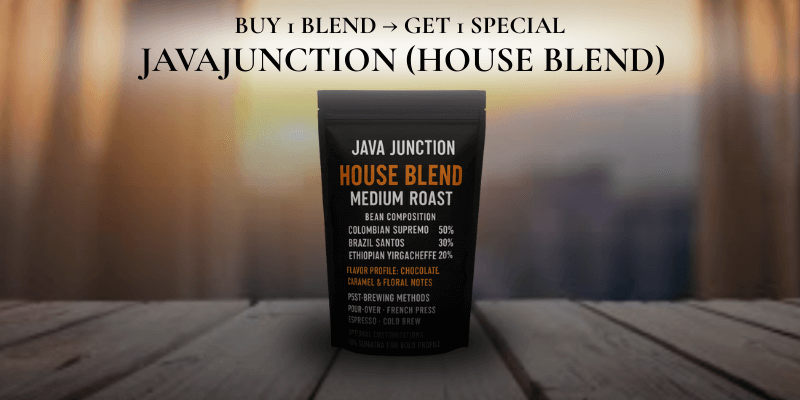 BUY 1 BLEND → GET 1 SPECIAL
JAVAJUNCTION (HOUSE BLEND)
JAVA JUNCTION
HOUSE BLEND
MEDIUM ROAST
BEAN COMPOSITION
COLOMBIAN SUPREMO 50%
BRAZIL SANTOS 30%
ETHIOPIAN YIRGACHEFFE 20%
FLAVOR PROFILE: CHOCOLATE,
CARAMEL & FLORAL NOTES
PSST-BREWING METHODS
POUR-OVER · FRENCH PRESS
ESPRESSO · COLD BREW